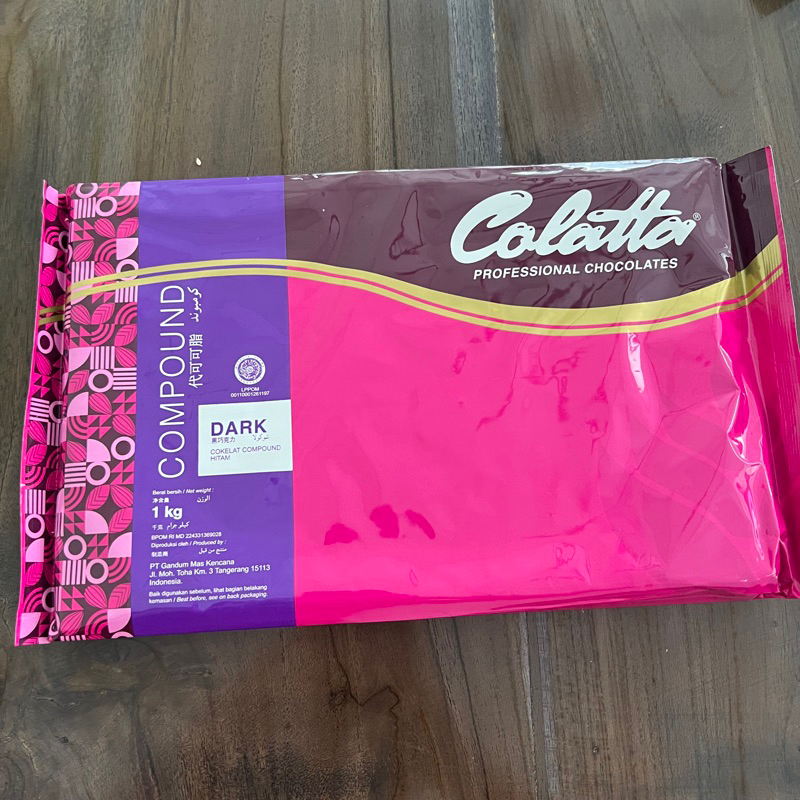 Colatta®
PROFESSIONAL CHOCOLATES
COMPOUND
代可可脂 كومبوند
LPPOM
00110001261197
DARK
黑巧克力
COKELAT COMPOUND
HITAM
Berat bersih / Net weight :
净含量 الوزن
1 kg
千克 كيلو جرام
BPOM RI MD 224331369028
Diproduksi oleh / Produced by :
制造商 منتج من قبل
PT Gandum Mas Kencana
Jl. Moh. Toha Km. 3 Tangerang 15113
Indonesia.
Baik digunakan sebelum, lihat bagian belakang
kemasan / Best before, see on back packaging.